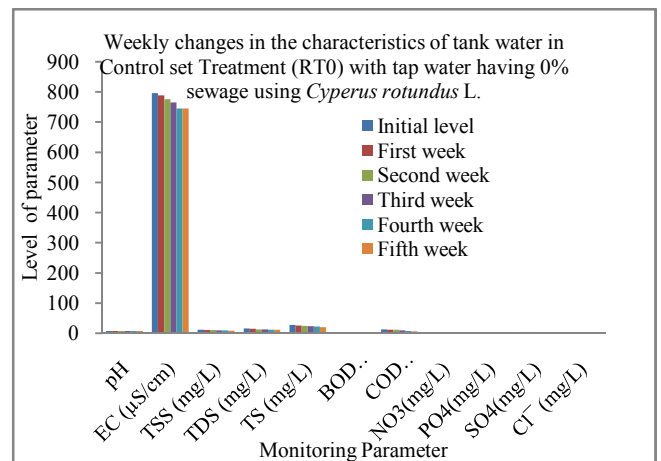 Weekly changes in the characteristics of tank water in
Control set Treatment (RT0) with tap water having 0%
sewage using Cyperus rotundus L.
Initial level
First week
Second week
Third week
Fourth week
Fifth week
Level of parameter
900
800
700
600
500
400
300
200
100
0
pH
EC (µS/cm)
TSS (mg/L)
TDS (mg/L)
TS (mg/L)
BOD..
COD..
NO3(mg/L)
PO4(mg/L)
SO4(mg/L)
Cl⁻ (mg/L)
Monitoring Parameter